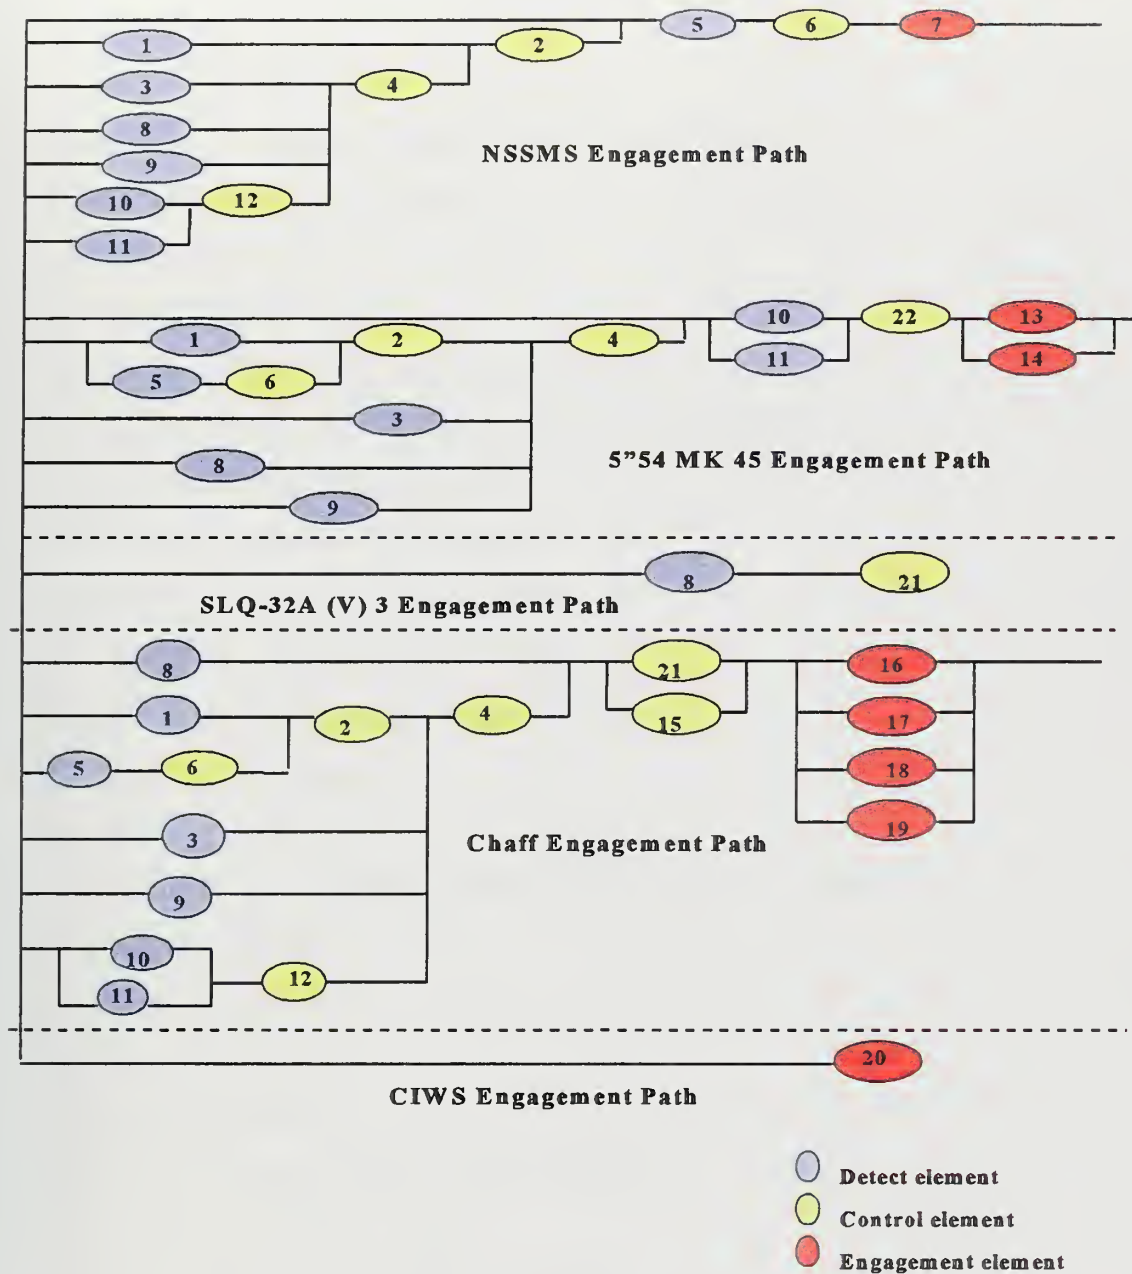 5 6 7
1 2
3 4
8
NSSMS Engagement Path
9
10 12
11
10 22 13
1 2 4
11 14
5 6
3
5”54 MK 45 Engagement Path
8
9
8 21
SLQ-32A (V) 3 Engagement Path
8 21 16
1 2 4 15 17
5 6 18
3 19
Chaff Engagement Path
9
10
12
11
20
CIWS Engagement Path
Detect element
Control element
Engagement element